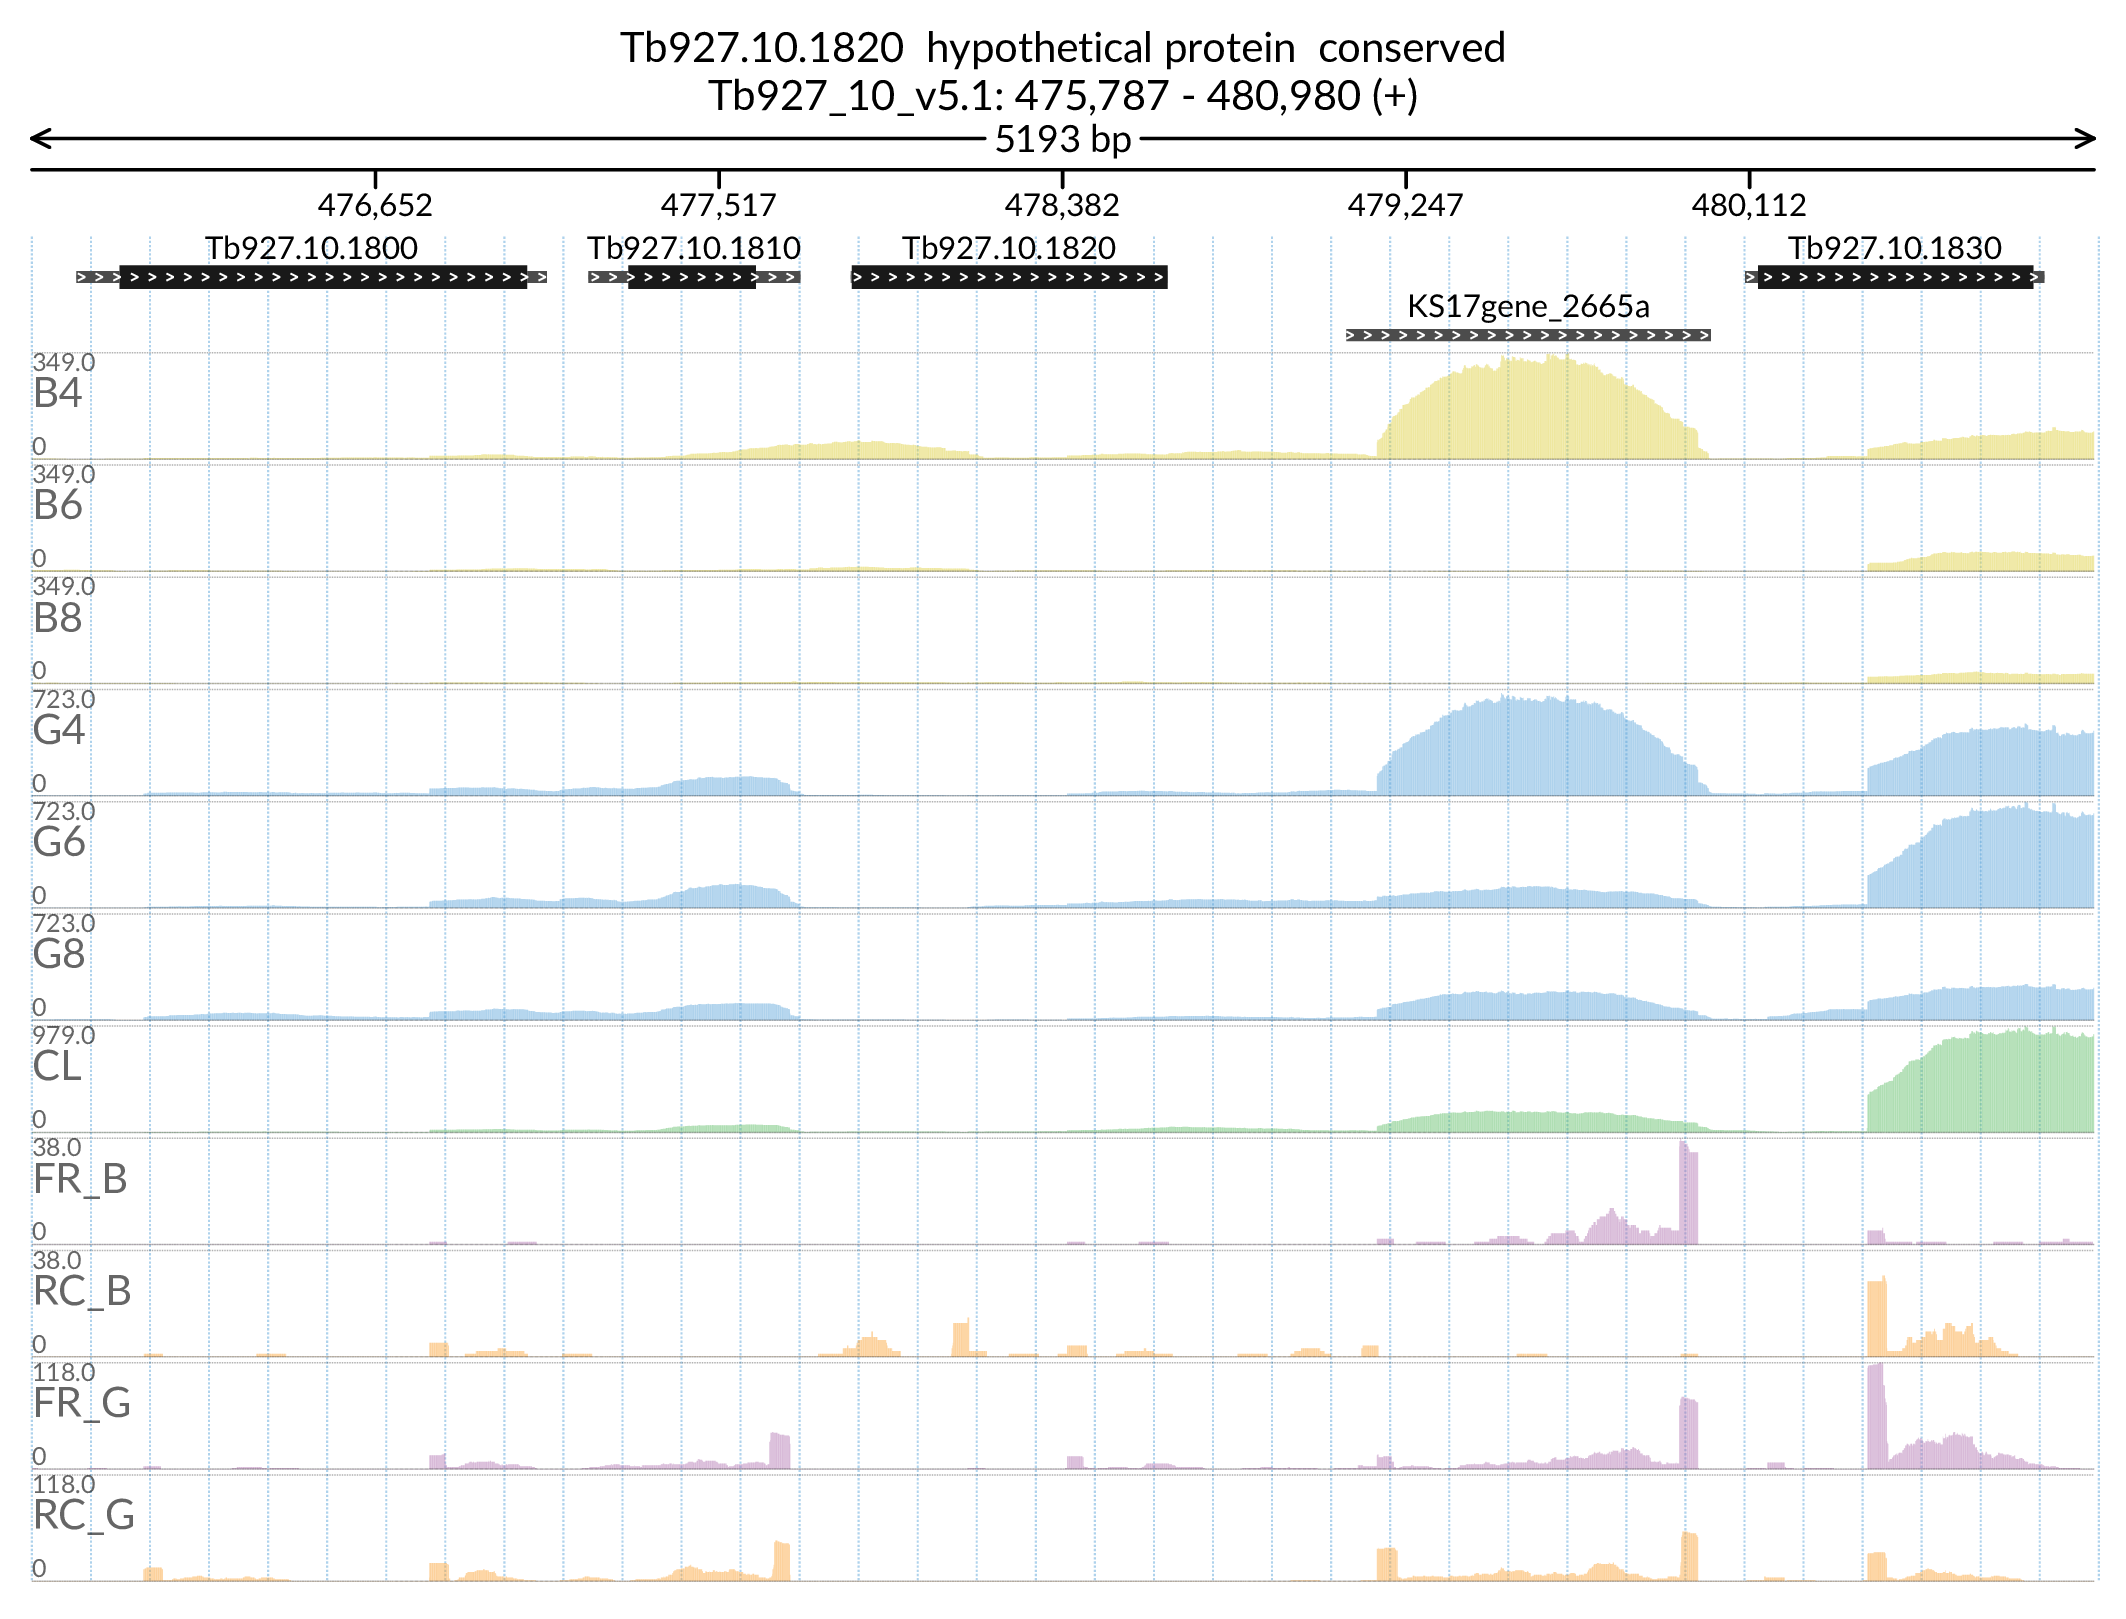 Tb927.10.1820 hypothetical protein conserved
Tb927_10_v5.1: 475,787 - 480,980 (+)
5193 bp
476,652 477,517 478,382 479,247 480,112
Tb927.10.1800 Tb927.10.1810 Tb927.10.1820 Tb927.10.1830
KS17gene_2665a
349.0
B4
0
349.0
B6
0
349.0
B8
0
723.0
G4
0
723.0
G6
0
723.0
G8
0
979.0
CL
0
38.0
FR_B
0
38.0
RC_B
0
118.0
FR_G
0
118.0
RC_G
0